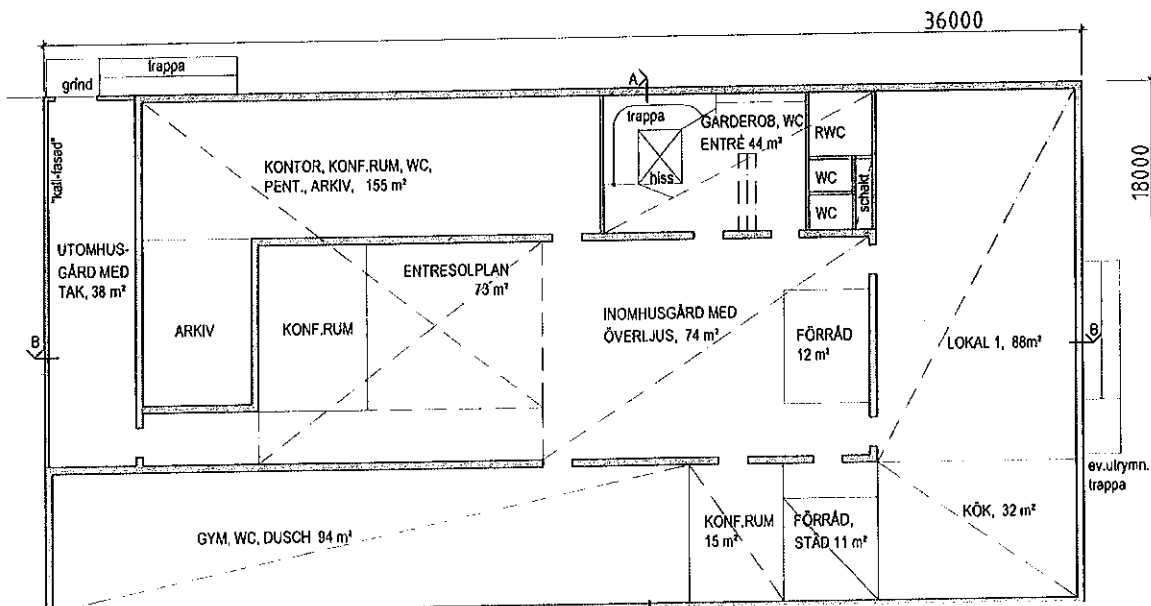 36000
trappa
grind
A
"kall-fasad"
trappa
GARDEROB, WC
ENTRÉ 44 m²
RWC
18000
KONTOR, KONF.RUM, WC,
PENT., ARKIV, 155 m²
hiss
WC
WC
schakt
UTOMHUS-
GÅRD MED
TAK, 38 m²
ENTRESOLPLAN
73 m²
INOMHUSGÅRD MED
ÖVERLJUS, 74 m²
ARKIV
KONF.RUM
FÖRRÅD
12 m²
LOKAL 1, 88m²
B
B
ev.utrymn.
trappa
GYM, WC, DUSCH 94 m²
KONF.RUM
15 m²
FÖRRÅD,
STÄD 11 m²
KÖK, 32 m²